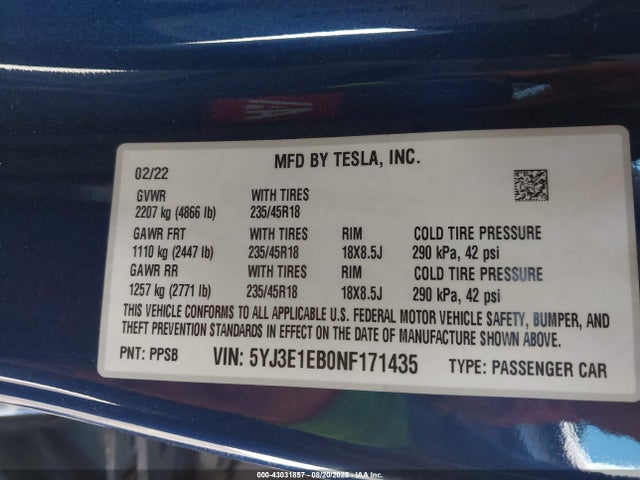 MFD BY TESLA, INC.
02/22
GVWR WITH TIRES
2207 kg (4866 lb) 235/45R18
GAWR FRT WITH TIRES RIM COLD TIRE PRESSURE
1110 kg (2447 lb) 235/45R18 18X8.5J 290 kPa, 42 psi
GAWR RR WITH TIRES RIM COLD TIRE PRESSURE
1257 kg (2771 lb) 235/45R18 18X8.5J 290 kPa, 42 psi
THIS VEHICLE CONFORMS TO ALL APPLICABLE U.S. FEDERAL MOTOR VEHICLE SAFETY, BUMPER, AND
THEFT PREVENTION STANDARDS IN EFFECT ON THE DATE OF MANUFACTURE SHOWN ABOVE.
PNT: PPSB VIN: 5YJ3E1EB0NF171435 TYPE: PASSENGER CAR
000-43031857 - 08/20/2025 - IAA Inc.